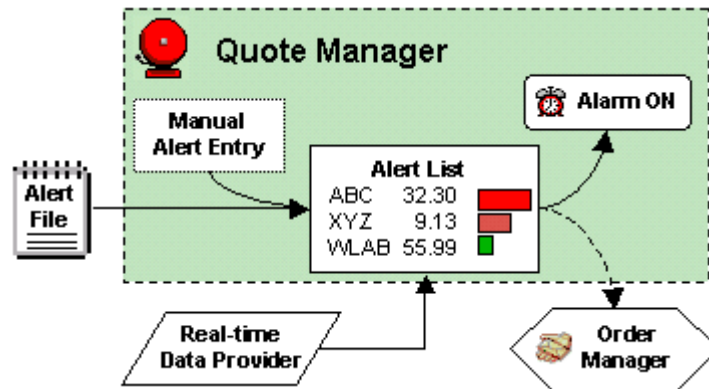 Quote Manager
Manual
Alert Entry
Alarm ON
Alert
File
Alert List
ABC 32.30
XYZ 9.13
WLAB 55.99
Real-time
Data Provider
Order
Manager